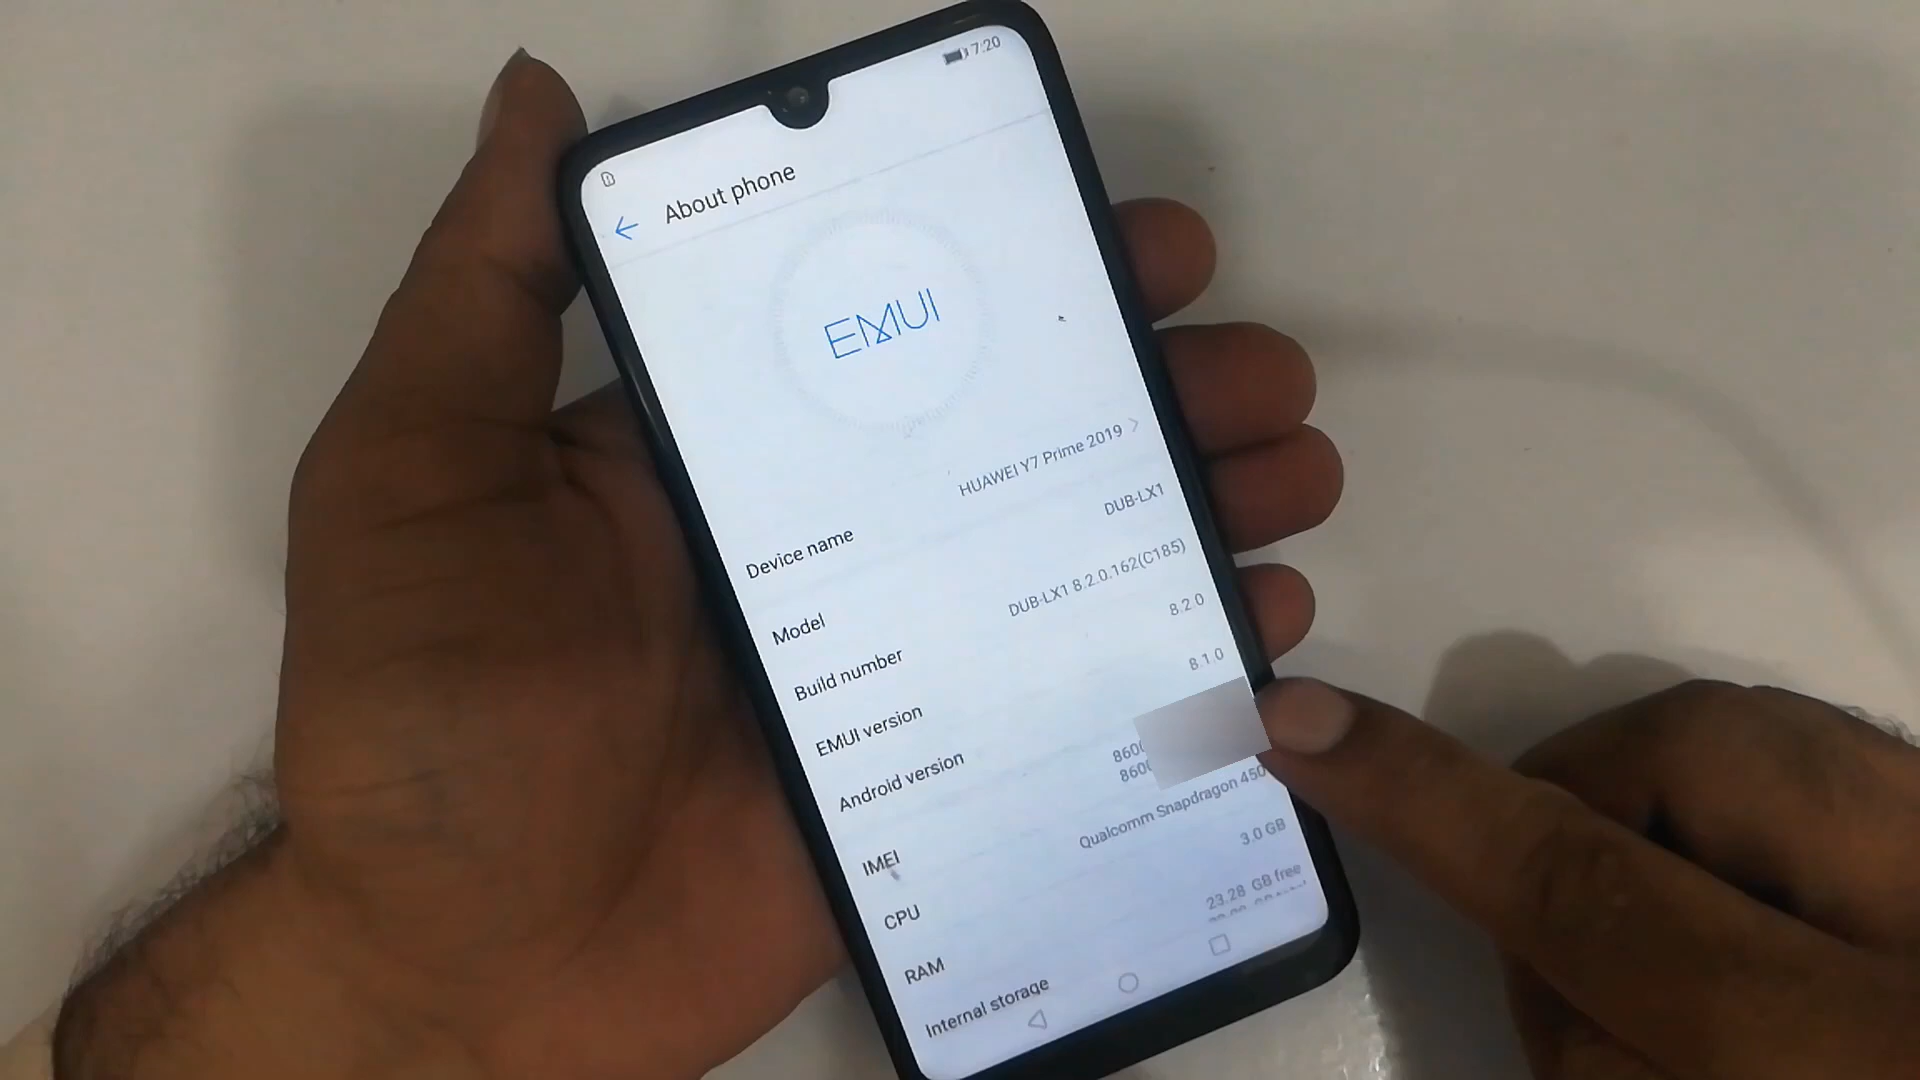 7:20
About phone
EMUI
Device name HUAWEI Y7 Prime 2019
Model DUB-LX1
Build number DUB-LX1 8.2.0.162(C185)
EMUI version 8.2.0
Android version 8.1.0
IMEI 8600
8600
CPU Qualcomm Snapdragon 450
RAM 3.0 GB
Internal storage 23.28 GB free